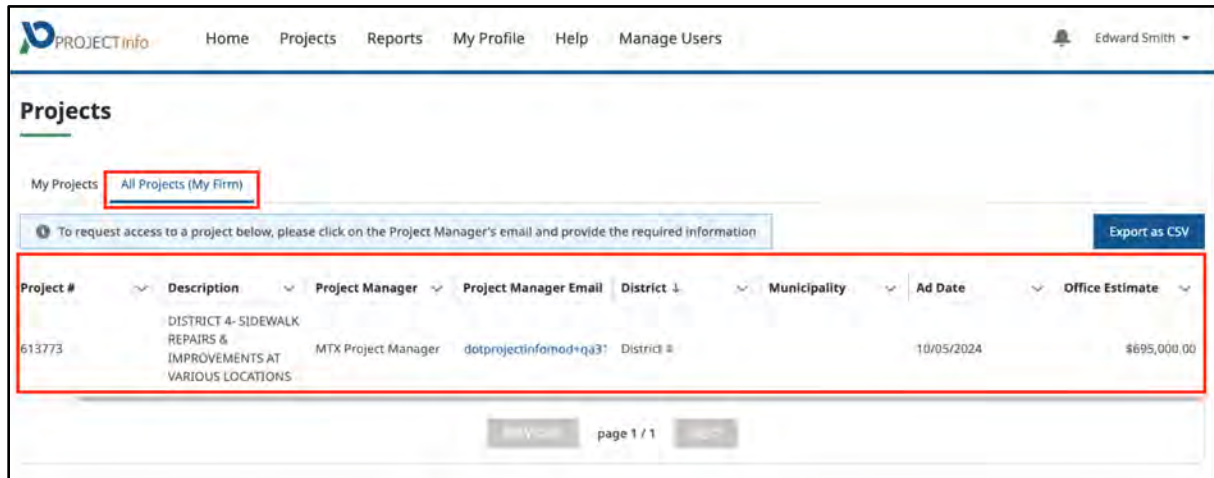 PROJECTinfo Home Projects Reports My Profile Help Manage Users Edward Smith
Projects
My Projects All Projects (My Firm)
To request access to a project below, please click on the Project Manager's email and provide the required information Export as CSV
Project # Description Project Manager Project Manager Email District ↓ Municipality Ad Date Office Estimate
DISTRICT 4- SIDEWALK
REPAIRS &
613773 MTX Project Manager dotprojectinfomod+qa3 District 10/05/2024 $695,000.00
IMPROVEMENTS AT
VARIOUS LOCATIONS
page 1 / 1